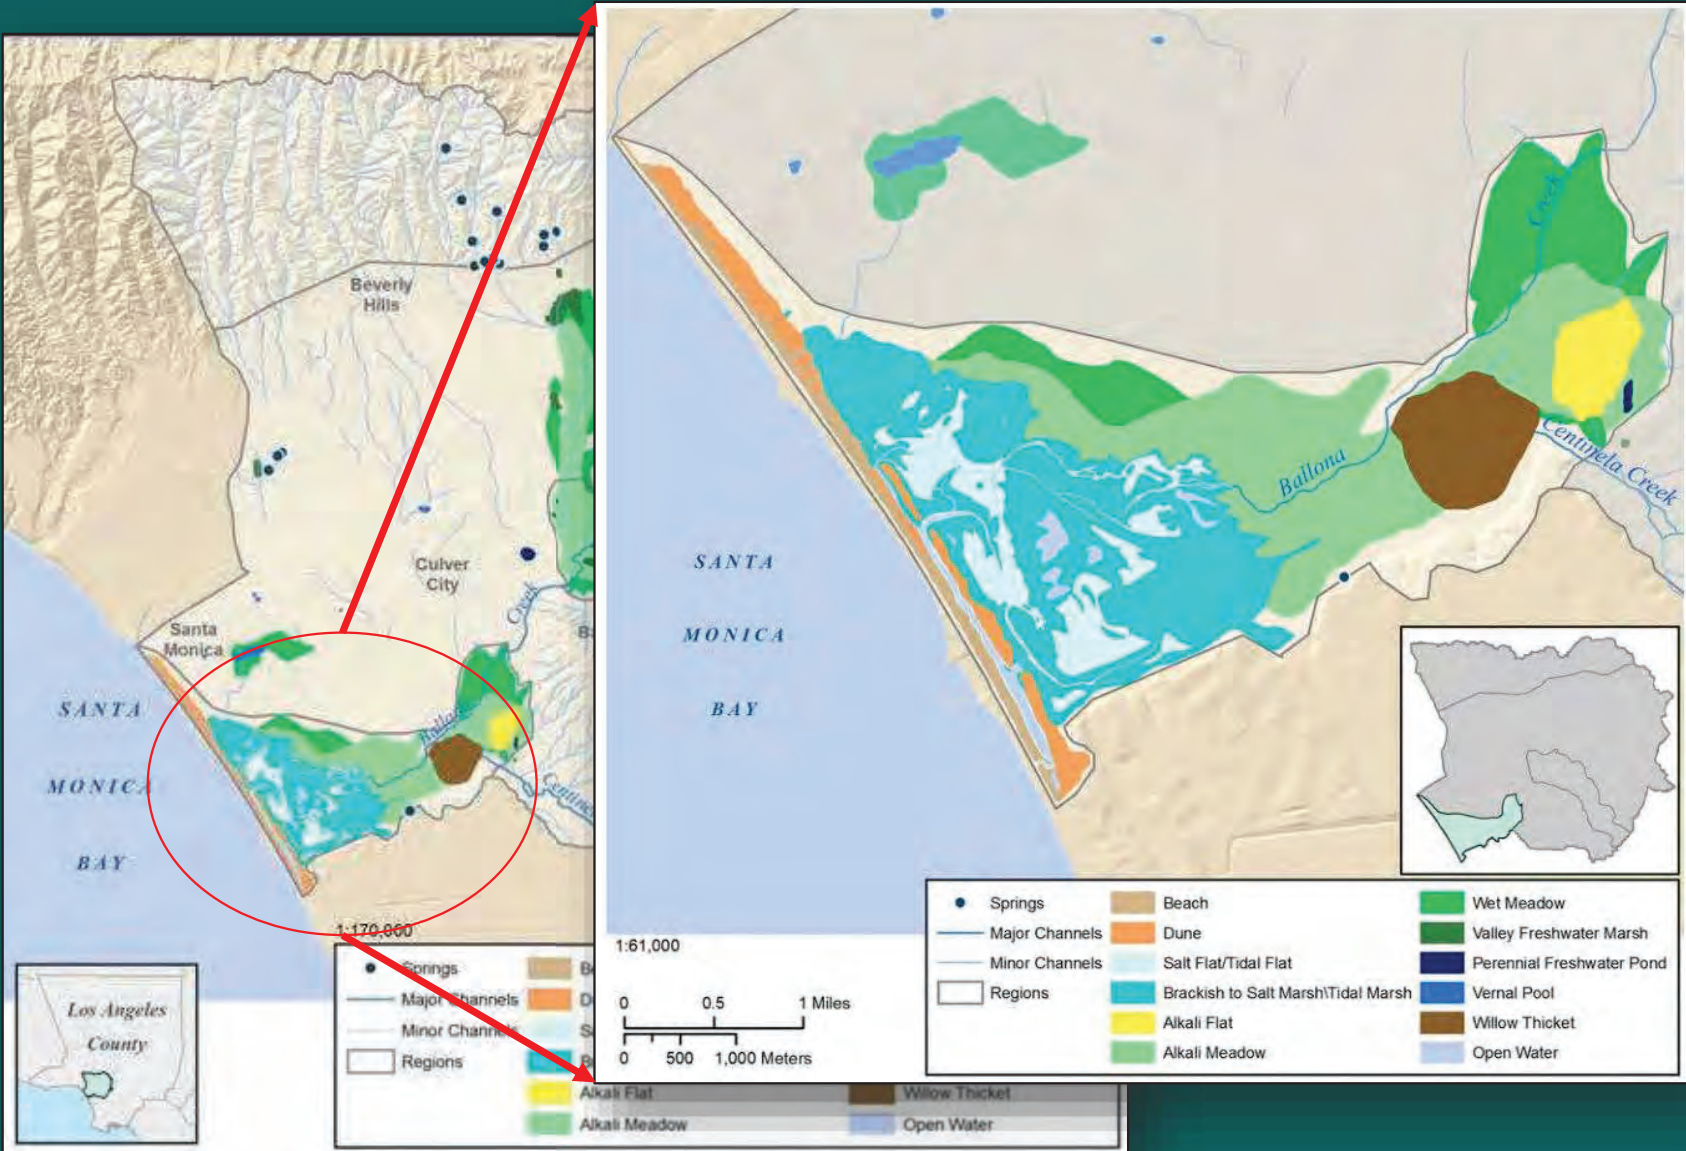 Beverly
Hills
Culver
City
Creek
Santa
Monica
SANTA
MONICA
BAY
1:170,000
Springs
Major Channels
Minor Channels
Regions
Alkali Flat
Alkali Meadow
Willow Thicket
Open Water
Los Angeles
County
Creek
Ballona
Centinela Creek
SANTA
MONICA
BAY
1:61,000
0 0.5 1 Miles
0 500 1,000 Meters
Springs
Major Channels
Minor Channels
Regions
Beach
Dune
Salt Flat/Tidal Flat
Brackish to Salt Marsh\Tidal Marsh
Alkali Flat
Alkali Meadow
Wet Meadow
Valley Freshwater Marsh
Perennial Freshwater Pond
Vernal Pool
Willow Thicket
Open Water